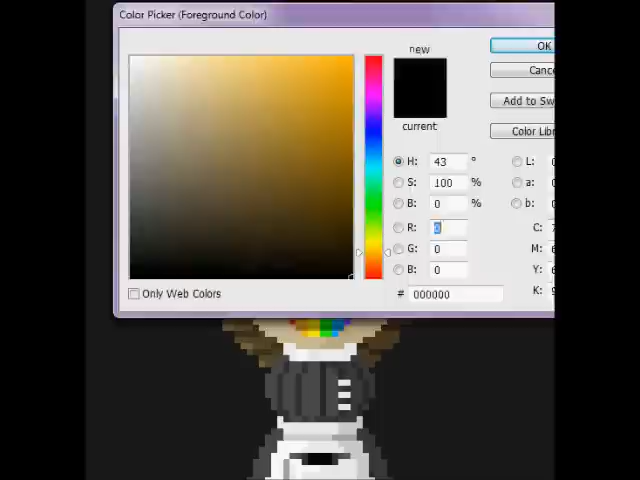 Color Picker (Foreground Color)
new
OK
Cance
Add to Sw
current
Color Libr
H: 43 °
L:
S: 100 %
a:
B: 0 %
b:
R: 0
C:
G: 0
M:
B: 0
Y:
Only Web Colors
# 000000
K: